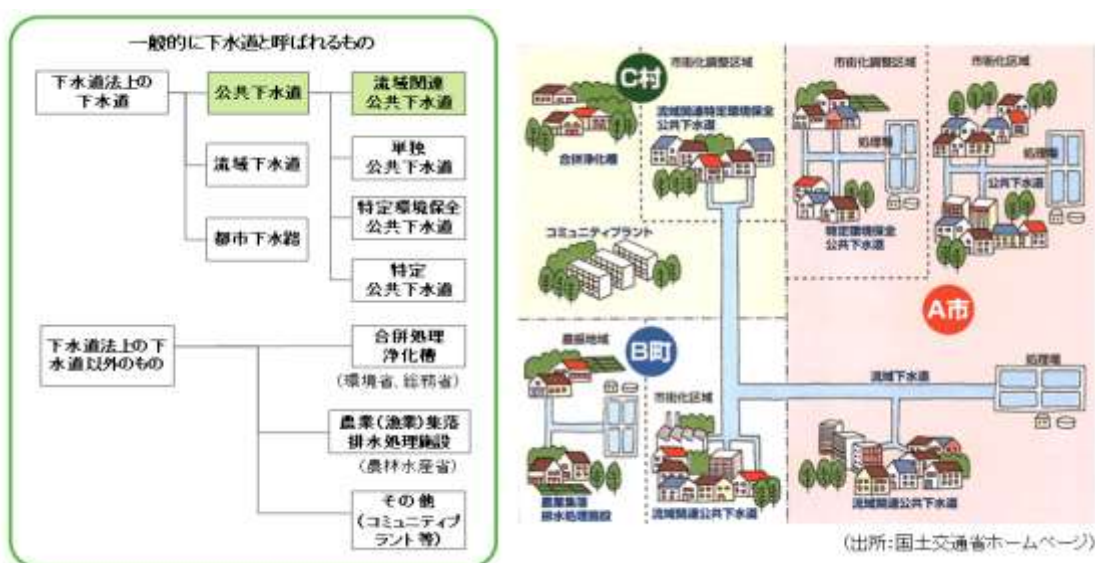 一般的に下水道と呼ばれるもの
下水道法上の
下水道
公共下水道
流域関連
公共下水道
単独
公共下水道
流域下水道
特定環境保全
公共下水道
都市下水路
特定
公共下水道
下水道法上の下
水道以外のもの
合併処理
浄化槽
(環境省、総務省)
農業(漁業)集落
排水処理施設
(農林水産省)
その他
(コミュニティプ
ラント等)
C村
市街化調整区域
流域関連特定環境保全
公共下水道
合併浄化槽
コミュニティプラント
市街化調整区域
処理場
特定環境保全
公共下水道
市街化区域
処理場
公共下水道
A市
B町
農振地域
市街化区域
農業集落
排水処理施設
流域関連公共下水道
流域下水道
処理場
流域関連公共下水道
(出所:国土交通省ホームページ)